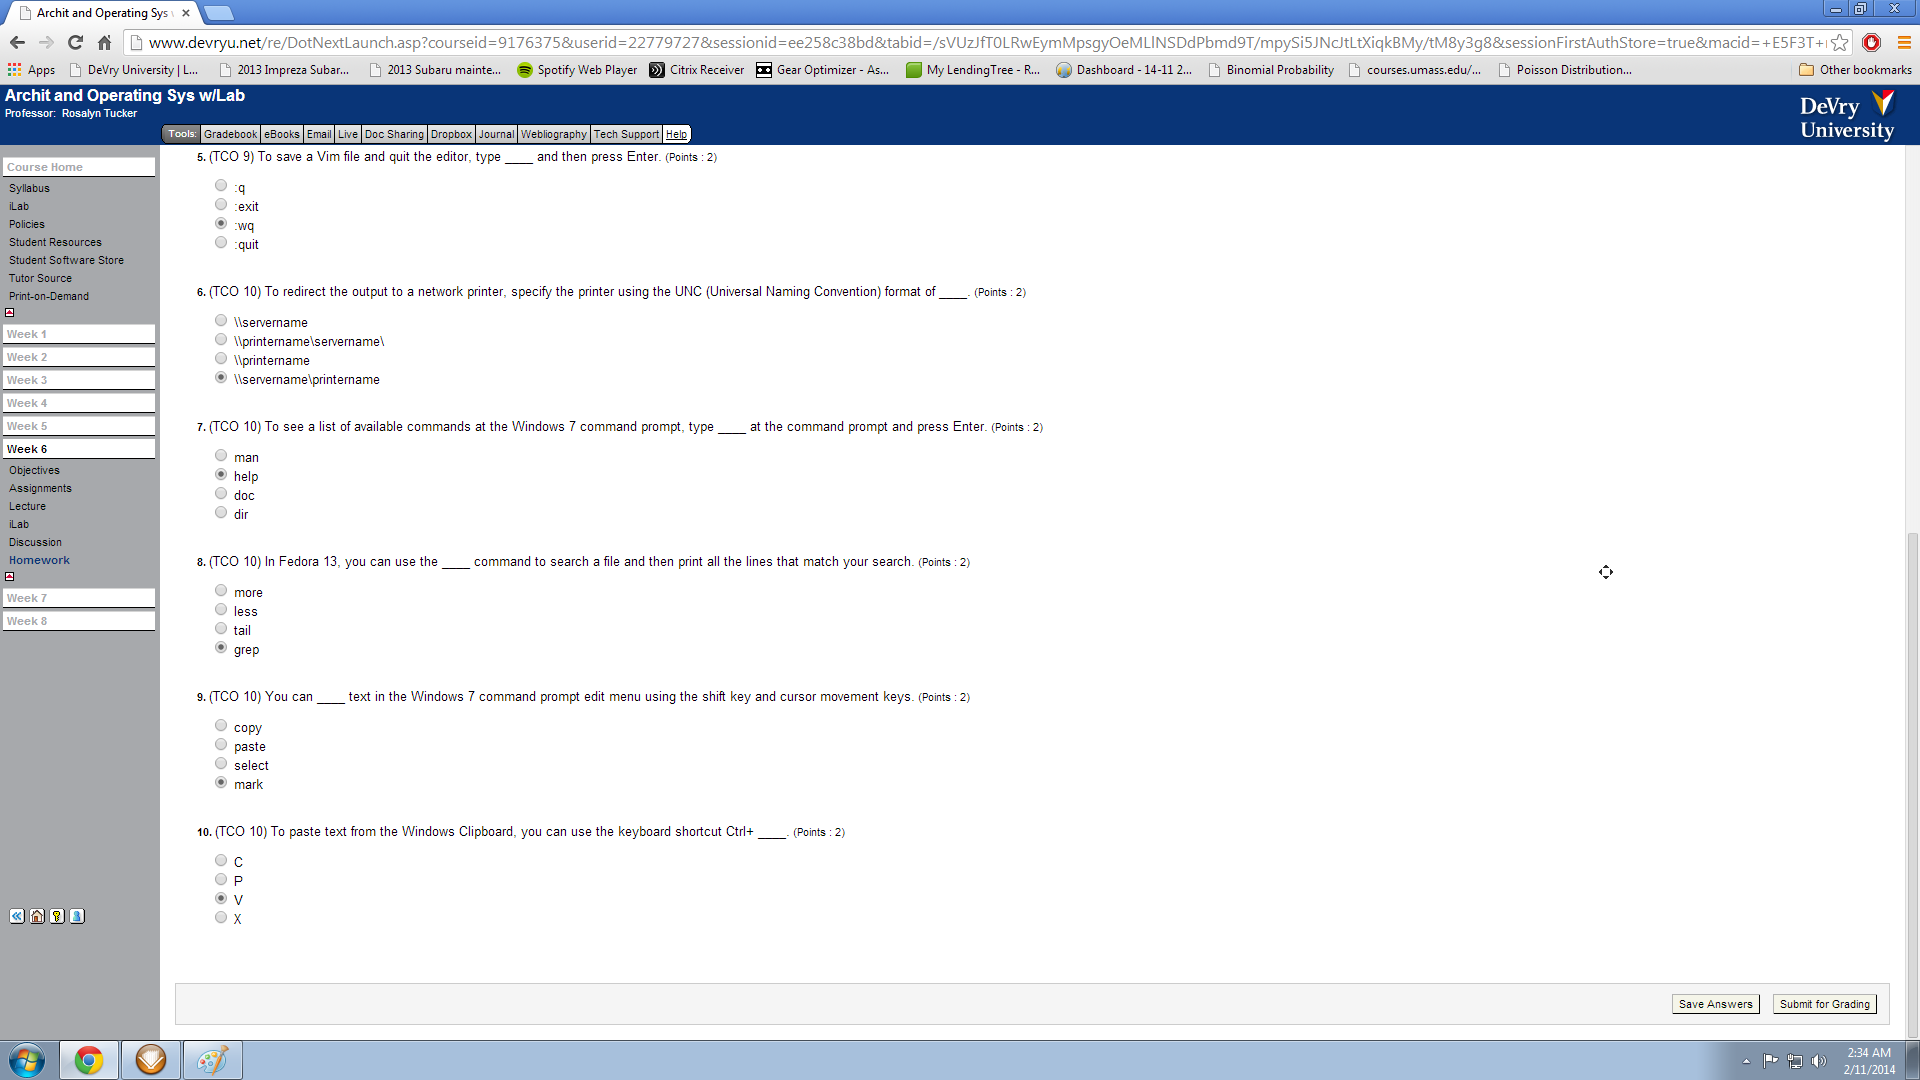 Archit and Operating Sys
www.devryu.net/re/DotNextLaunch.asp?courseid=9176375&userid=22779727&sessionid=ee258c38bd&tabid=/sVUzJfT0LRwEymMpsgyOeMLlNSDdPbmd9T/mpySi5JNcJtLtXiqkBMy/tM8y3g8&sessionFirstAuthStore=true&macid=+E5F3T+
Apps DeVry University | L... 2013 Impreza Subar... 2013 Subaru mainte... Spotify Web Player Citrix Receiver Gear Optimizer - As... My LendingTree - R... Dashboard - 14-11 2... Binomial Probability courses.umass.edu/... Poisson Distribution... Other bookmarks
Archit and Operating Sys w/Lab
Professor: Rosalyn Tucker
DeVry University
Tools: Gradebook eBooks Email Live Doc Sharing Dropbox Journal Webliography Tech Support Help
Course Home
Syllabus
iLab
Policies
Student Resources
Student Software Store
Tutor Source
Print-on-Demand
Week 1
Week 2
Week 3
Week 4
Week 5
Week 6
Objectives
Assignments
Lecture
iLab
Discussion
Homework
Week 7
Week 8
5. (TCO 9) To save a Vim file and quit the editor, type ____ and then press Enter. (Points : 2)
:q
:exit
:wq
:quit
6. (TCO 10) To redirect the output to a network printer, specify the printer using the UNC (Universal Naming Convention) format of ____. (Points : 2)
\\servername
\\printername\servername\
\\printername
\\servername\printername
7. (TCO 10) To see a list of available commands at the Windows 7 command prompt, type ____ at the command prompt and press Enter. (Points : 2)
man
help
doc
dir
8. (TCO 10) In Fedora 13, you can use the ____ command to search a file and then print all the lines that match your search. (Points : 2)
more
less
tail
grep
9. (TCO 10) You can ____ text in the Windows 7 command prompt edit menu using the shift key and cursor movement keys. (Points : 2)
copy
paste
select
mark
10. (TCO 10) To paste text from the Windows Clipboard, you can use the keyboard shortcut Ctrl+ ____. (Points : 2)
C
P
V
X
Save Answers Submit for Grading
2:34 AM
2/11/2014